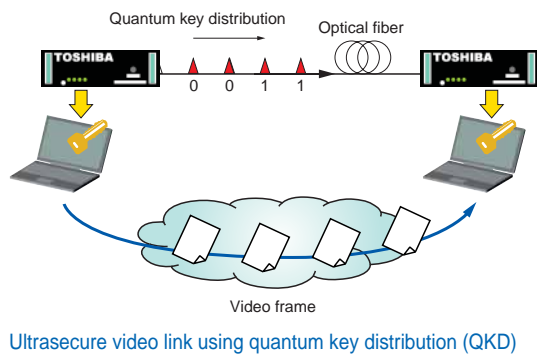 Quantum key distribution
Optical fiber
TOSHIBA
TOSHIBA
0 0 1 1
Video frame
Ultrasecure video link using quantum key distribution (QKD)